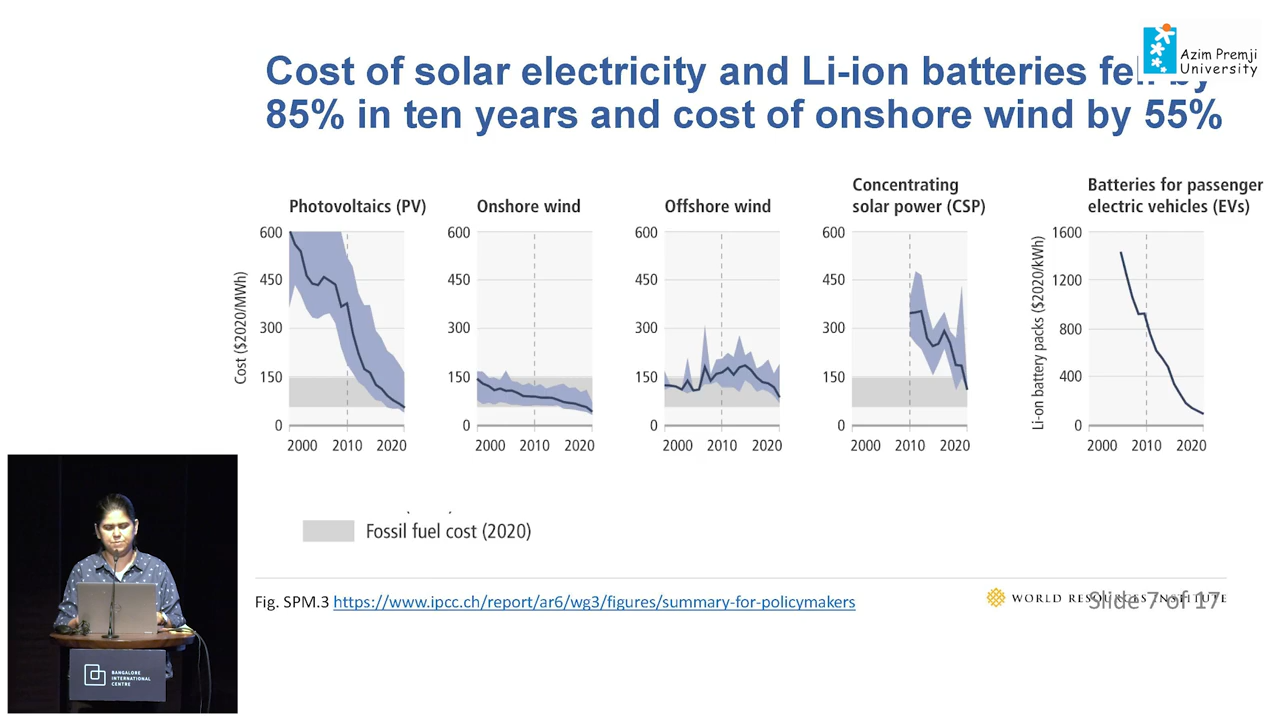 Cost of solar electricity and Li-ion batteries fell by
85% in ten years and cost of onshore wind by 55%
Azim Premji
University
Photovoltaics (PV)
Cost ($2020/MWh)
600
450
300
150
0
2000 2010 2020
Onshore wind
600
450
300
150
0
2000 2010 2020
Offshore wind
600
450
300
150
0
2000 2010 2020
Concentrating
solar power (CSP)
600
450
300
150
0
2000 2010 2020
Batteries for passenger
electric vehicles (EVs)
Li-ion battery packs ($2020/kWh)
1600
1200
800
400
0
2000 2010 2020
Fossil fuel cost (2020)
Fig. SPM.3 https://www.ipcc.ch/report/ar6/wg3/figures/summary-for-policymakers
WORLD RESOURCES INSTITUTE
Slide 7 of 17
BANGALORE
INTERNATIONAL
CENTRE